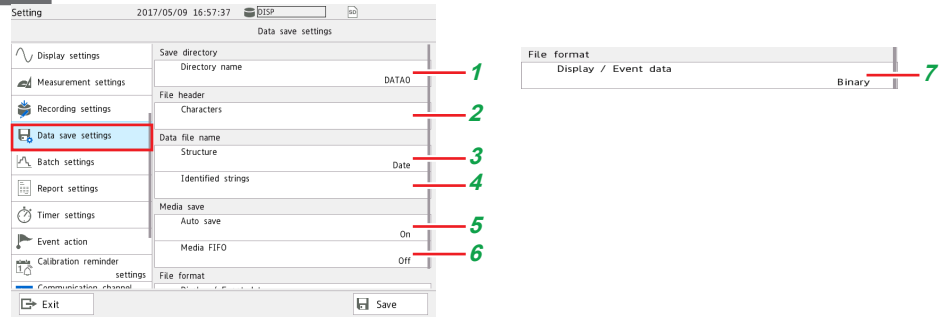 Setting 2017/05/09 16:57:37 DISP SD
Data save settings
Display settings
Measurement settings
Recording settings
Data save settings
Batch settings
Report settings
Timer settings
Event action
Calibration reminder
settings
Communication channel
Exit
Save directory
Directory name
DATA0
1
File header
Characters
2
Data file name
Structure
Date
3
Identified strings
4
Media save
Auto save
On
5
Media FIFO
Off
6
File format
Save
File format
Display / Event data
Binary
7